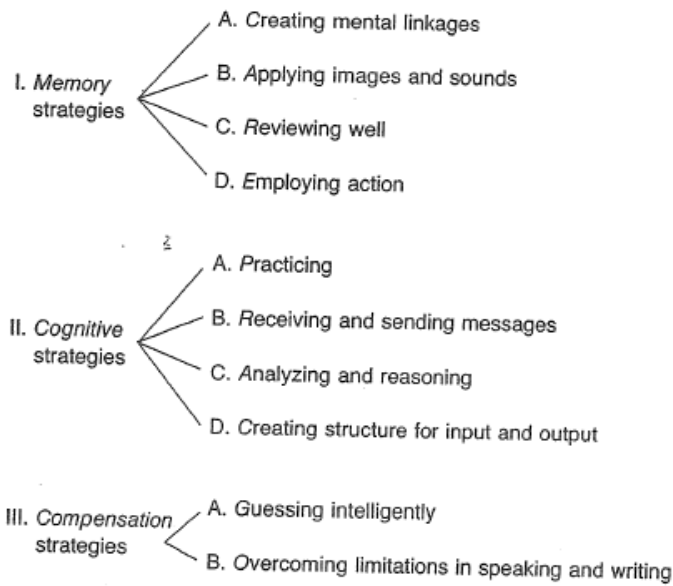 A. Creating mental linkages
I. Memory
strategies
B. Applying images and sounds
C. Reviewing well
D. Employing action
2
A. Practicing
II. Cognitive
strategies
B. Receiving and sending messages
C. Analyzing and reasoning
D. Creating structure for input and output
III. Compensation
strategies
A. Guessing intelligently
B. Overcoming limitations in speaking and writing